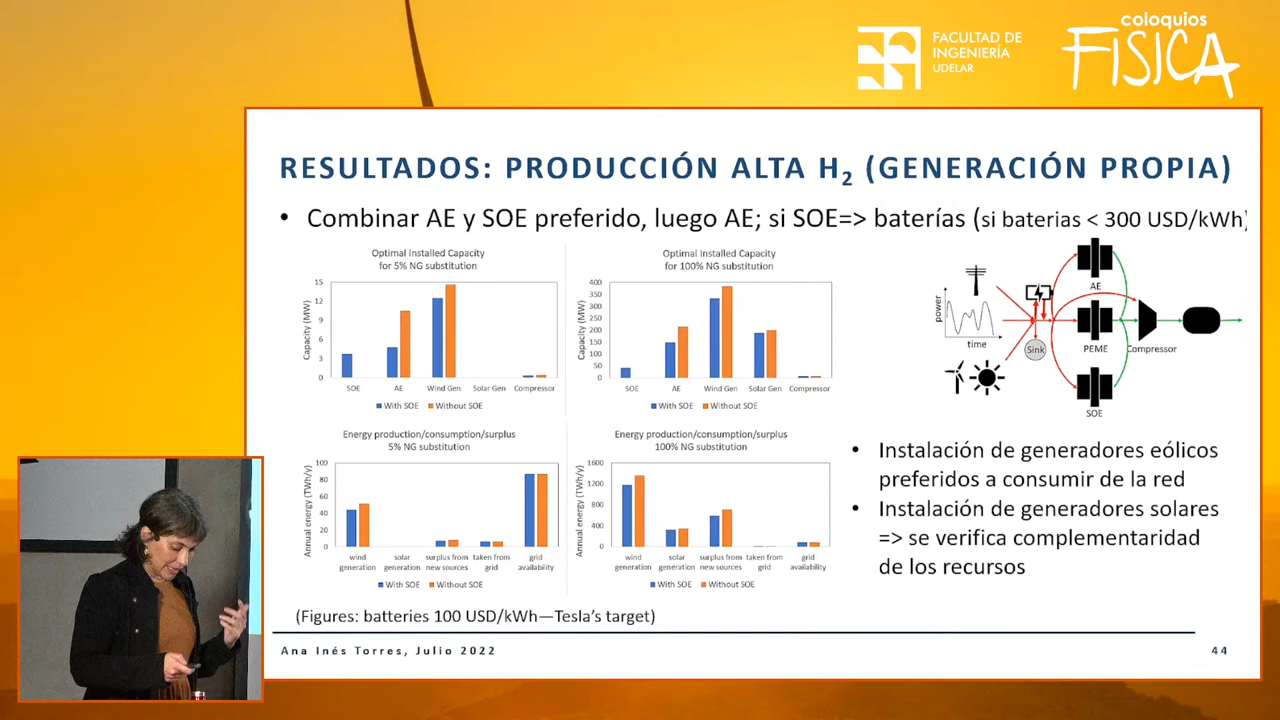 coloquios
FÍSICA
FACULTAD DE
INGENIERÍA
UDELAR
RESULTADOS: PRODUCCIÓN ALTA H2 (GENERACIÓN PROPIA)
• Combinar AE y SOE preferido, luego AE; si SOE=> baterías (si baterias < 300 USD/kWh)
Optimal Installed Capacity
for 5% NG substitution
Capacity (MW)
15
12
9
6
3
0
SOE AE Wind Gen Solar Gen Compressor
With SOE Without SOE
Optimal Installed Capacity
for 100% NG substitution
Capacity (MW)
400
350
300
250
200
150
100
50
0
SOE AE Wind Gen Solar Gen Compressor
With SOE Without SOE
power
time
Sink
AE
PEME
Compressor
SOE
Energy production/consumption/surplus
5% NG substitution
Annual energy (TWh/y)
100
80
60
40
20
0
wind solar surplus from taken from grid
generation generation new sources grid availability
With SOE Without SOE
Energy production/consumption/surplus
100% NG substitution
Annual energy (TWh/y)
1600
1200
800
400
0
wind solar surplus from taken from grid
generation generation new sources grid availability
With SOE Without SOE
• Instalación de generadores eólicos
preferidos a consumir de la red
• Instalación de generadores solares
=> se verifica complementaridad
de los recursos
(Figures: batteries 100 USD/kWh—Tesla’s target)
Ana Inés Torres, Julio 2022
44